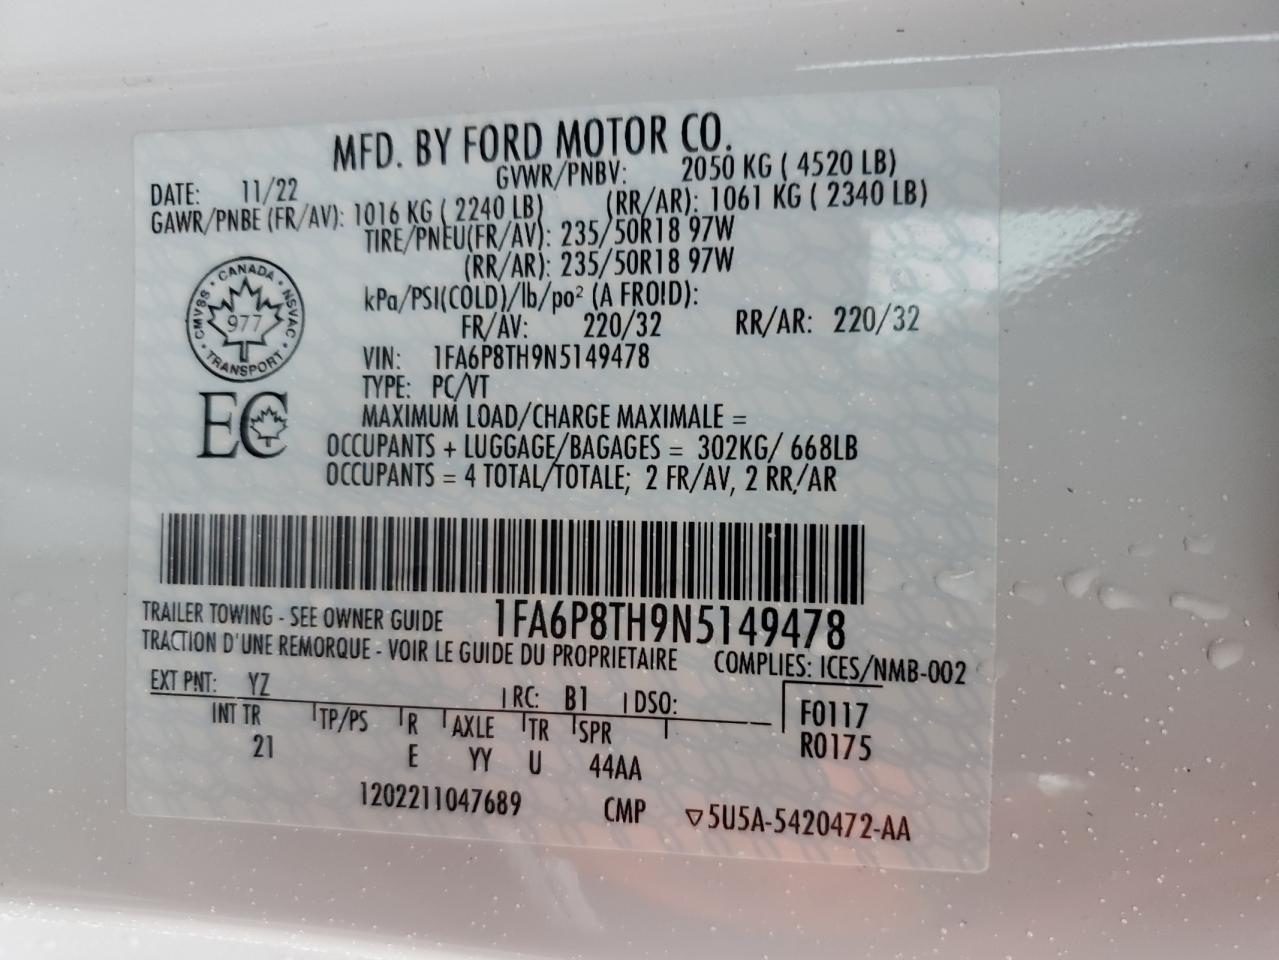 MFD. BY FORD MOTOR CO.
DATE: 11/22 GVWR/PNBV: 2050 KG ( 4520 LB)
GAWR/PNBE (FR/AV): 1016 KG ( 2240 LB) (RR/AR): 1061 KG ( 2340 LB)
TIRE/PNEU(FR/AV): 235/50R18 97W
(RR/AR): 235/50R18 97W
kPa/PSI(COLD)/lb/po² (A FROID):
FR/AV: 220/32 RR/AR: 220/32
CANADA
CMVSS NSVAC
977
TRANSPORT
VIN: 1FA6P8TH9N5149478
TYPE: PC/VT
EC
MAXIMUM LOAD/CHARGE MAXIMALE =
OCCUPANTS + LUGGAGE/BAGAGES = 302KG/ 668LB
OCCUPANTS = 4 TOTAL/TOTALE; 2 FR/AV, 2 RR/AR
TRAILER TOWING - SEE OWNER GUIDE 1FA6P8TH9N5149478
TRACTION D'UNE REMORQUE - VOIR LE GUIDE DU PROPRIETAIRE COMPLIES: ICES/NMB-002
EXT PNT: YZ RC: B1 DSO: F0117
INT TR TP/PS R AXLE TR SPR R0175
21 E YY U 44AA
1202211047689 CMP ▽5U5A-5420472-AA